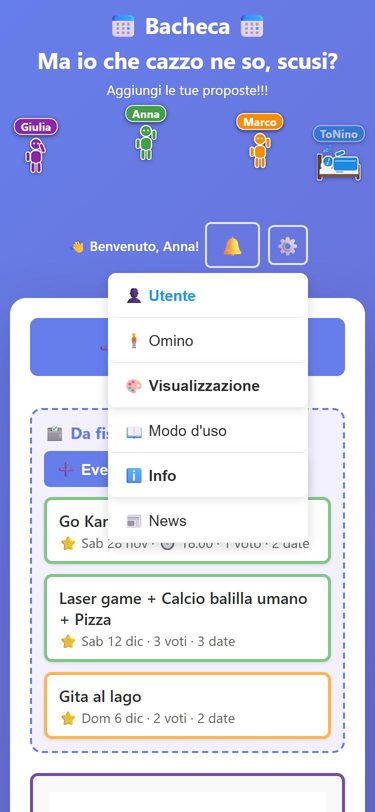 Bacheca
Ma io che cazzo ne so, scusi?
Aggiungi le tue proposte!!!
Giulia
Anna
Marco
ToNino
Benvenuto, Anna!
Utente
Omino
Visualizzazione
Modo d'uso
Info
News
Da fis
Eve
Go Kar
Sab 28 nov · 18:00 · 1 voto · 2 date
Laser game + Calcio balilla umano
+ Pizza
Sab 12 dic · 3 voti · 3 date
Gita al lago
Dom 6 dic · 2 voti · 2 date